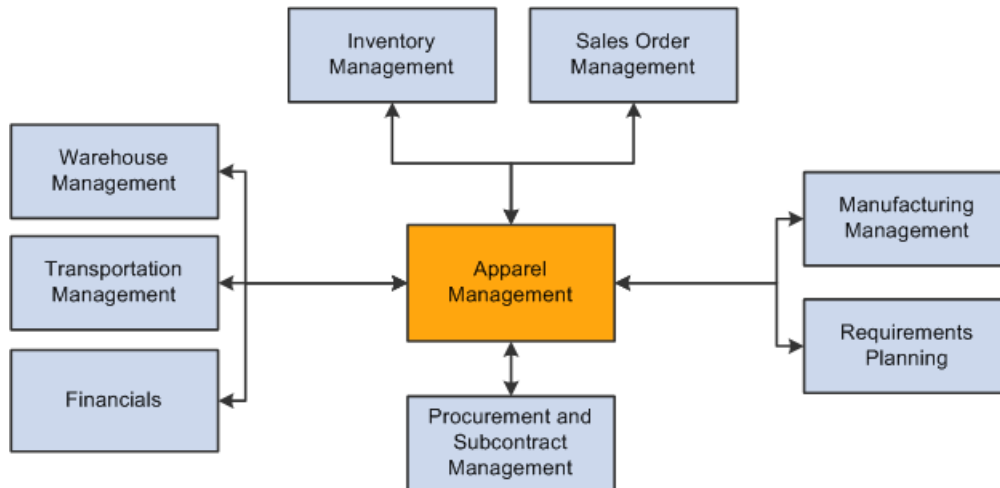 Inventory
Management
Sales Order
Management
Warehouse
Management
Transportation
Management
Financials
Apparel
Management
Manufacturing
Management
Requirements
Planning
Procurement and
Subcontract
Management